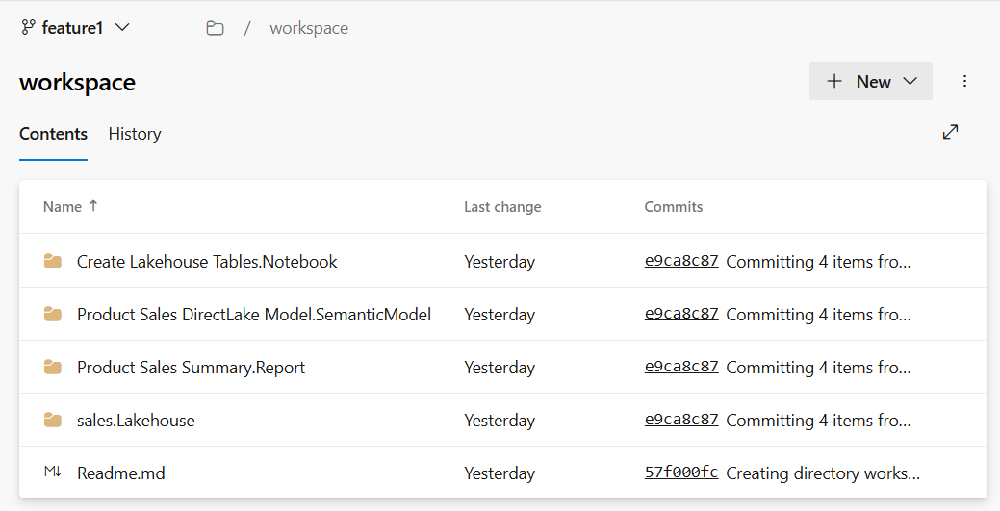 feature1 / workspace
workspace
New
Contents History
Name ↑ Last change Commits
Create Lakehouse Tables.Notebook Yesterday e9ca8c87 Committing 4 items fro...
Product Sales DirectLake Model.SemanticModel Yesterday e9ca8c87 Committing 4 items fro...
Product Sales Summary.Report Yesterday e9ca8c87 Committing 4 items fro...
sales.Lakehouse Yesterday e9ca8c87 Committing 4 items fro...
M↓ Readme.md Yesterday 57f000fc Creating directory works...